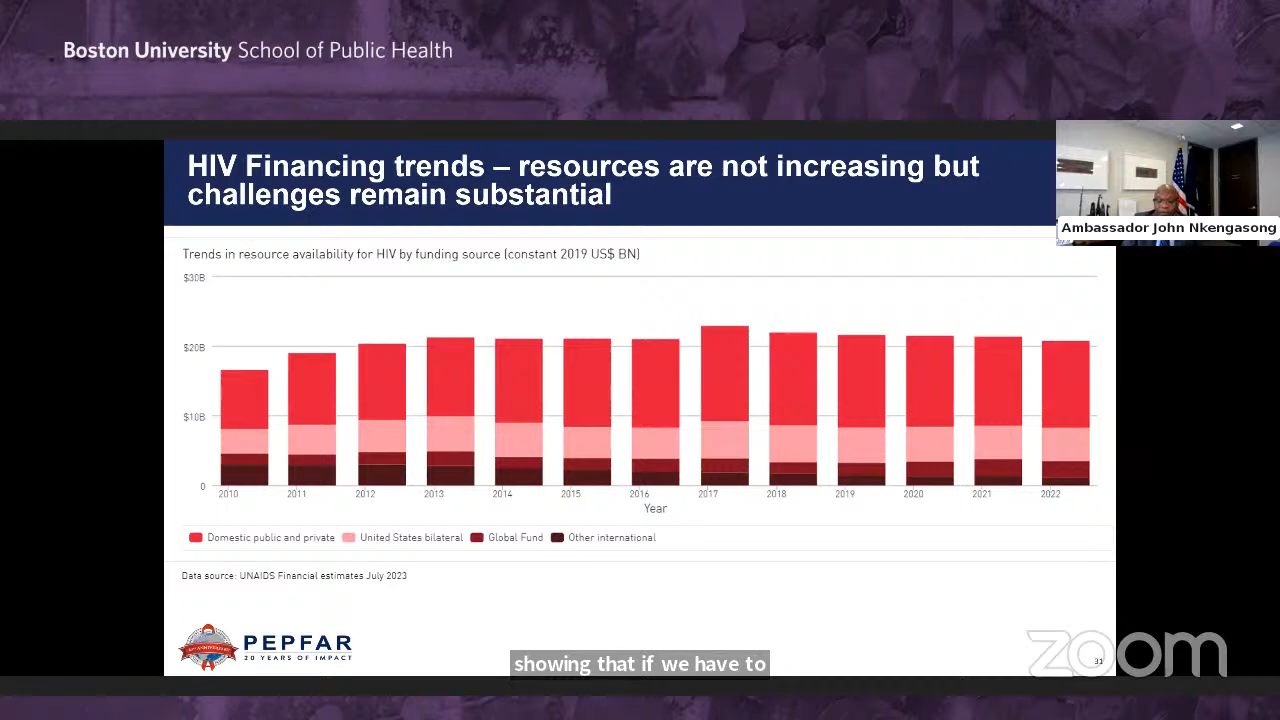 Boston University School of Public Health
HIV Financing trends – resources are not increasing but
challenges remain substantial
Ambassador John Nkengasong
Trends in resource availability for HIV by funding source (constant 2019 US$ BN)
$30B
$20B
$10B
0
2010 2011 2012 2013 2014 2015 2016 2017 2018 2019 2020 2021 2022
Year
Domestic public and private United States bilateral Global Fund Other international
Data source: UNAIDS Financial estimates July 2023
PEPFAR
20 YEARS OF IMPACT
showing that if we have to
zoom
31